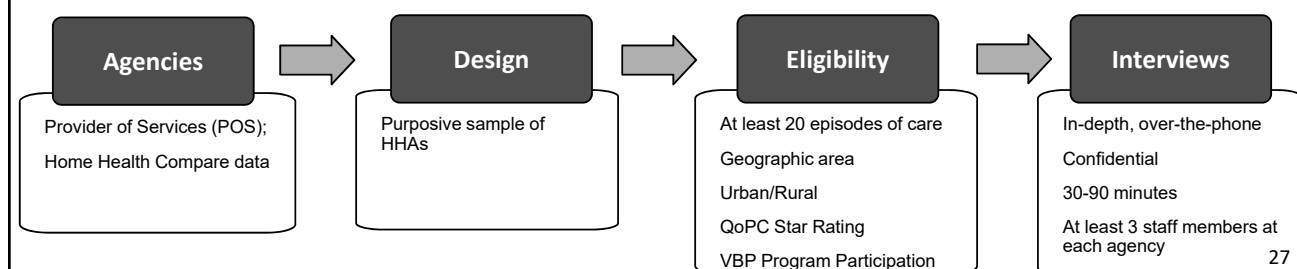 Agencies
Provider of Services (POS);
Home Health Compare data
Design
Purposive sample of
HHAs
Eligibility
At least 20 episodes of care
Geographic area
Urban/Rural
QoPC Star Rating
VBP Program Participation
Interviews
In-depth, over-the-phone
Confidential
30-90 minutes
At least 3 staff members at
each agency
27